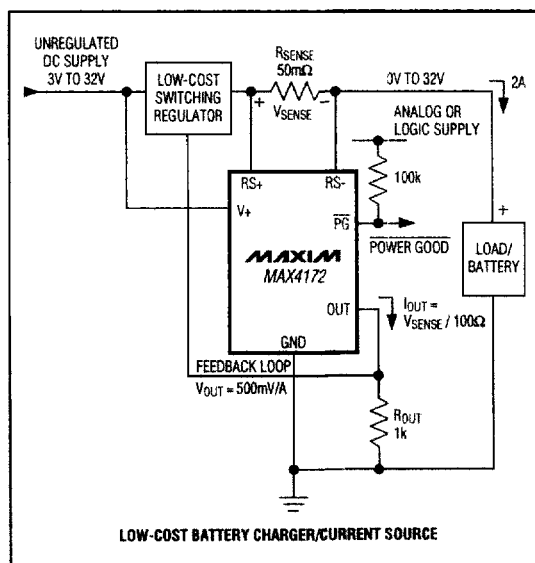 UNREGULATED
DC SUPPLY
3V TO 32V
LOW-COST
SWITCHING
REGULATOR
RSENSE
50mΩ
+
VSENSE
−
0V TO 32V
2A
ANALOG OR
LOGIC SUPPLY
100k
RS+
RS-
V+
PG
POWER GOOD
MAXIM
MAX4172
+
LOAD/
BATTERY
OUT
IOUT =
VSENSE / 100Ω
GND
FEEDBACK LOOP
VOUT = 500mV/A
ROUT
1k
LOW-COST BATTERY CHARGER/CURRENT SOURCE